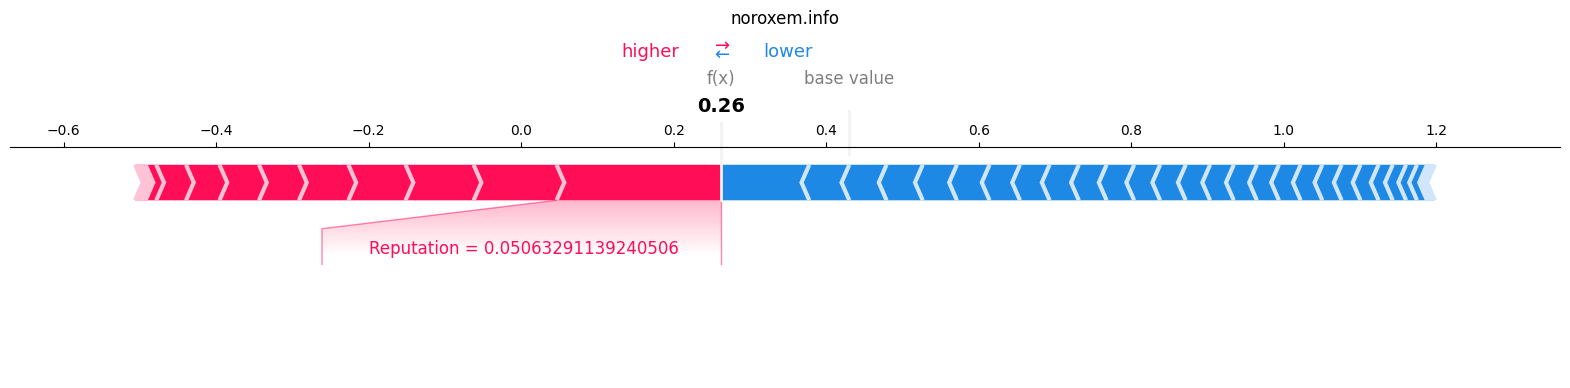 noroxem.info
higher → ← lower
f(x) base value
0.26
−0.6 −0.4 −0.2 0.0 0.2 0.4 0.6 0.8 1.0 1.2
Reputation = 0.05063291139240506